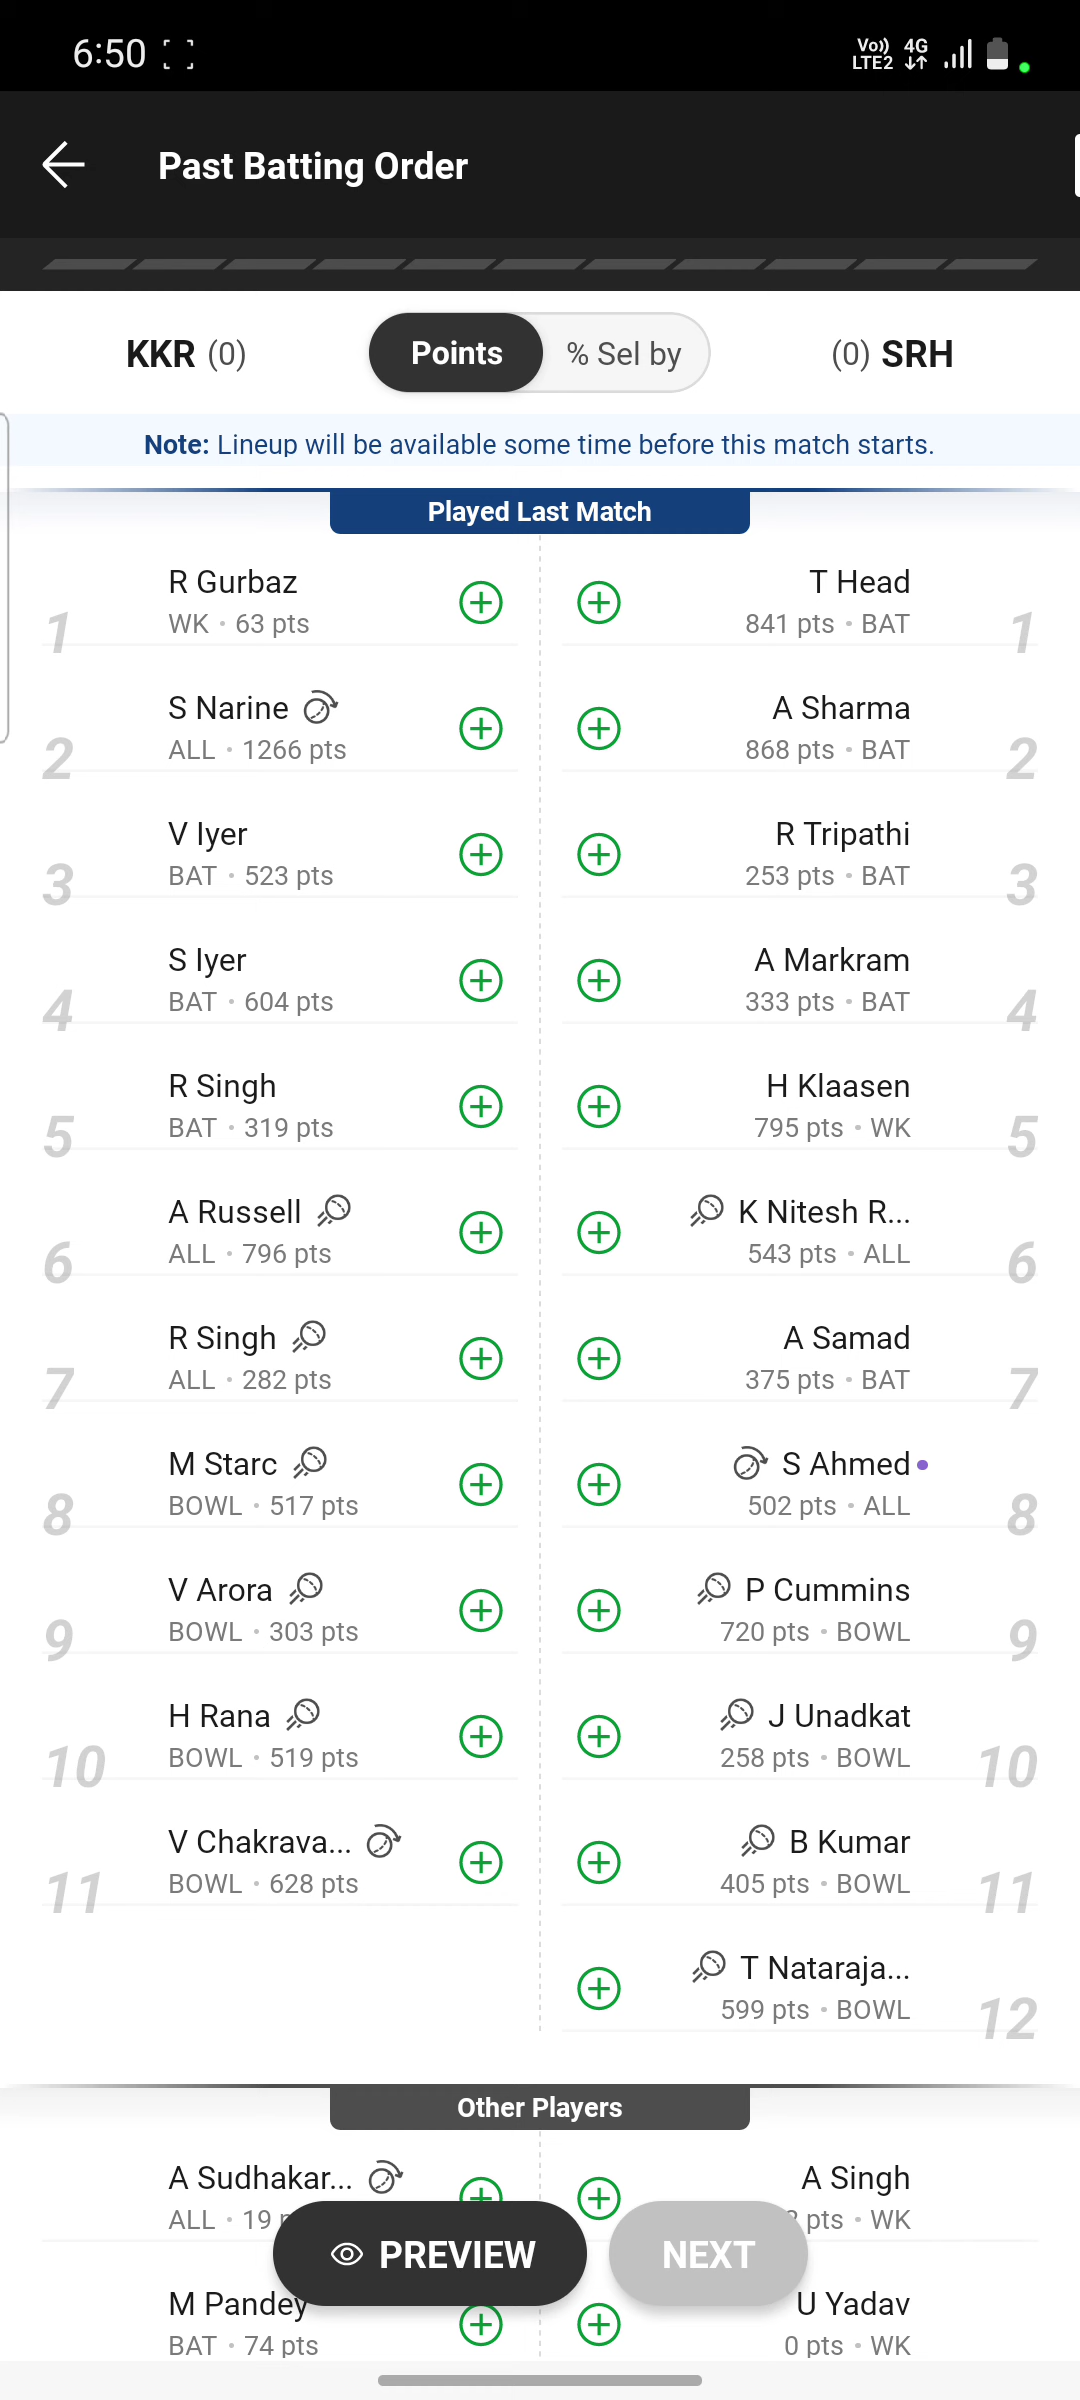 6:50
Vo)) 4G
LTE2
Past Batting Order
KKR (0) Points % Sel by (0) SRH
Note: Lineup will be available some time before this match starts.
Played Last Match
1 R Gurbaz
WK • 63 pts
T Head 1
841 pts • BAT
2 S Narine
ALL • 1266 pts
A Sharma 2
868 pts • BAT
3 V Iyer
BAT • 523 pts
R Tripathi 3
253 pts • BAT
4 S Iyer
BAT • 604 pts
A Markram 4
333 pts • BAT
5 R Singh
BAT • 319 pts
H Klaasen 5
795 pts • WK
6 A Russell
ALL • 796 pts
K Nitesh R... 6
543 pts • ALL
7 R Singh
ALL • 282 pts
A Samad 7
375 pts • BAT
8 M Starc
BOWL • 517 pts
S Ahmed 8
502 pts • ALL
9 V Arora
BOWL • 303 pts
P Cummins 9
720 pts • BOWL
10 H Rana
BOWL • 519 pts
J Unadkat 10
258 pts • BOWL
11 V Chakrava...
BOWL • 628 pts
B Kumar 11
405 pts • BOWL
T Nataraja... 12
599 pts • BOWL
Other Players
A Sudhakar...
ALL • 19
A Singh
pts • WK
PREVIEW NEXT
M Pandey
BAT • 74 pts
U Yadav
0 pts • WK